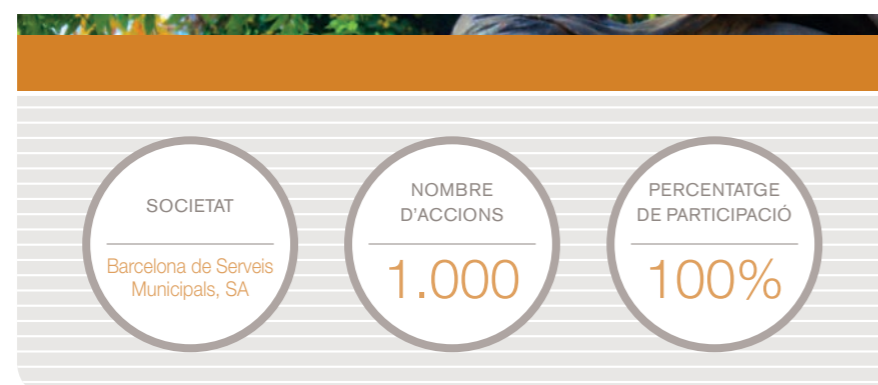 SOCIETAT
Barcelona de Serveis
Municipals, SA
NOMBRE
D'ACCIONS
1.000
PERCENTATGE
DE PARTICIPACIÓ
100%